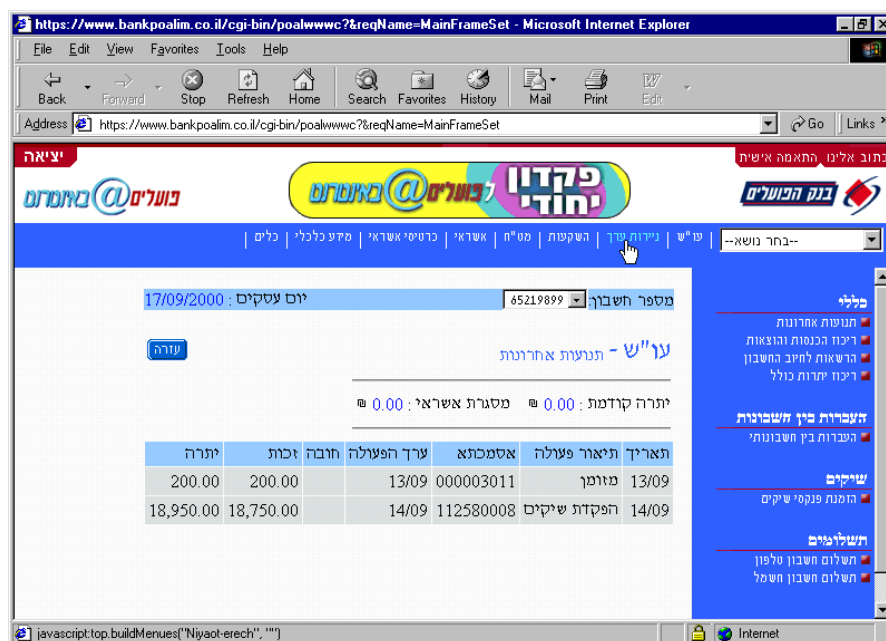 https://www.bankpoalim.co.il/cgi-bin/poalwwwc?&reqName=MainFrameSet - Microsoft Internet Explorer
File Edit View Favorites Tools Help
Back Forward Stop Refresh Home Search Favorites History Mail Print Edit
Address https://www.bankpoalim.co.il/cgi-bin/poalwwwc?&reqName=MainFrameSet Go Links
כתוב אלינו התאמה אישית
יציאה
בנק הפועלים
פקדון יחודי לפועלים@באינטרנט
פועלים@באינטרנט
--בחר נושא-- | עו"ש | ניירות ערך | השקעות | מט"ח | אשראי | כרטיסי אשראי | מידע כלכלי | כלים |
כללי
תנועות אחרונות
ריכוז הכנסות והוצאות
הרשאות לחיוב החשבון
ריכוז יתרות כולל
העברות בין חשבונות
העברות בין חשבונותי
שיקים
הזמנת פנקסי שיקים
תשלומים
תשלום חשבון טלפון
תשלום חשבון חשמל
מספר חשבון: 65219899 יום עסקים : 17/09/2000
עו"ש - תנועות אחרונות
עזרה
יתרה קודמת : 0.00 ₪ מסגרת אשראי : 0.00 ₪
תאריך תיאור פעולה אסמכתא ערך הפעולה חובה זכות יתרה
13/09 מזומן 000003011 13/09 200.00 200.00
14/09 הפקדת שיקים 112580008 14/09 18,750.00 18,950.00
javascript:top.buildMenues("Niyaot-erech", "") Internet